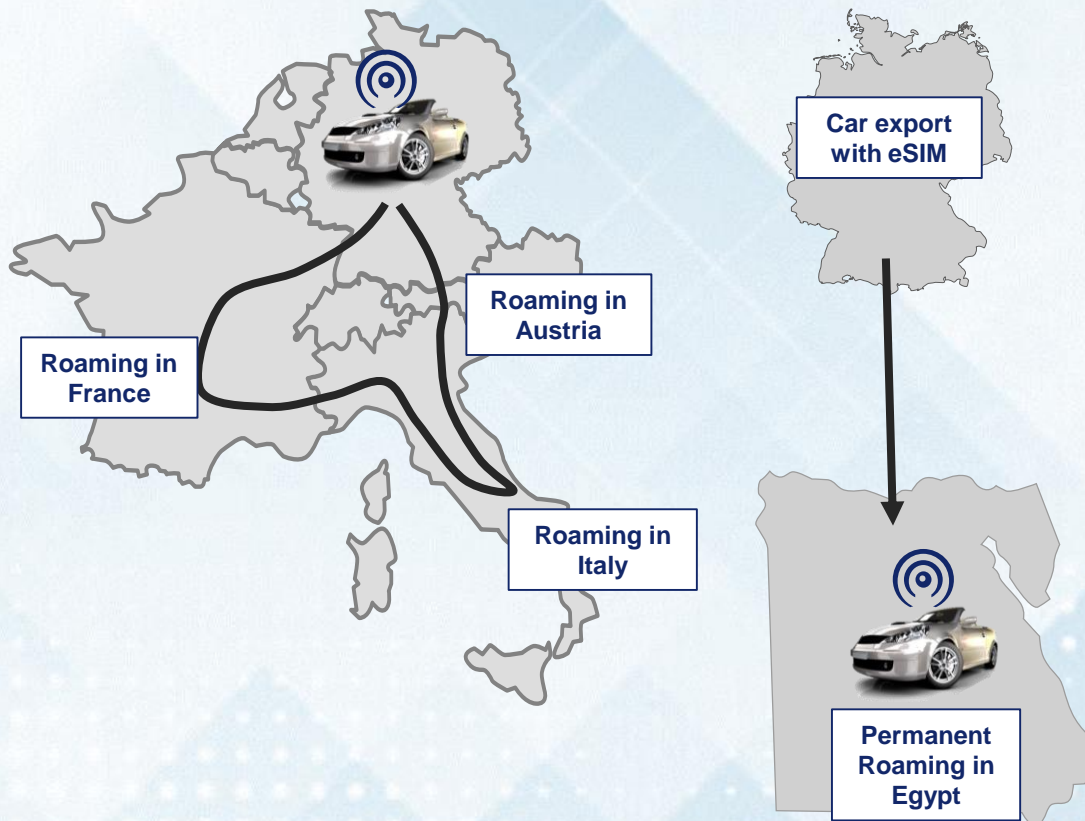 Car export
with eSIM
Roaming in
Austria
Roaming in
France
Roaming in
Italy
Permanent
Roaming in
Egypt